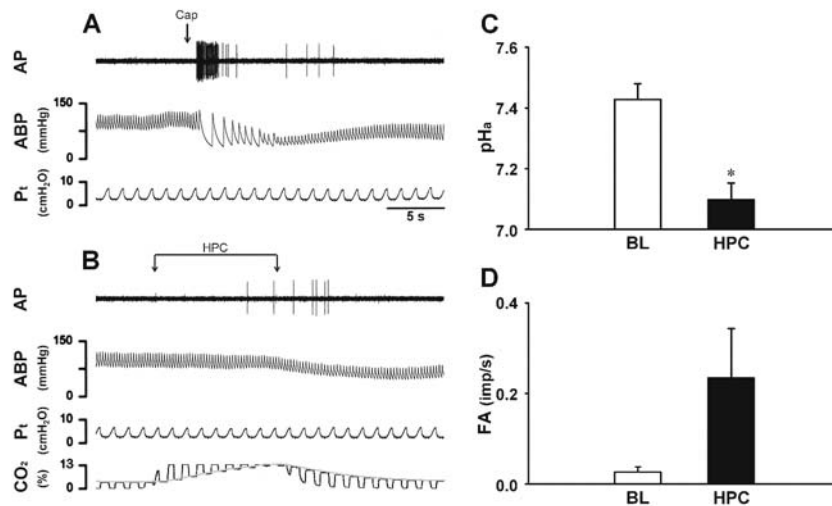 A
Cap
AP
ABP
(mmHg)
150
0
Pt
(cmH2O)
10
0
5 s
B
HPC
AP
ABP
(mmHg)
150
0
Pt
(cmH2O)
10
0
CO2
(%)
13
0
C
pHa
7.6
7.4
7.2
7.0
*
BL
HPC
D
FA (imp/s)
0.4
0.2
0.0
BL
HPC